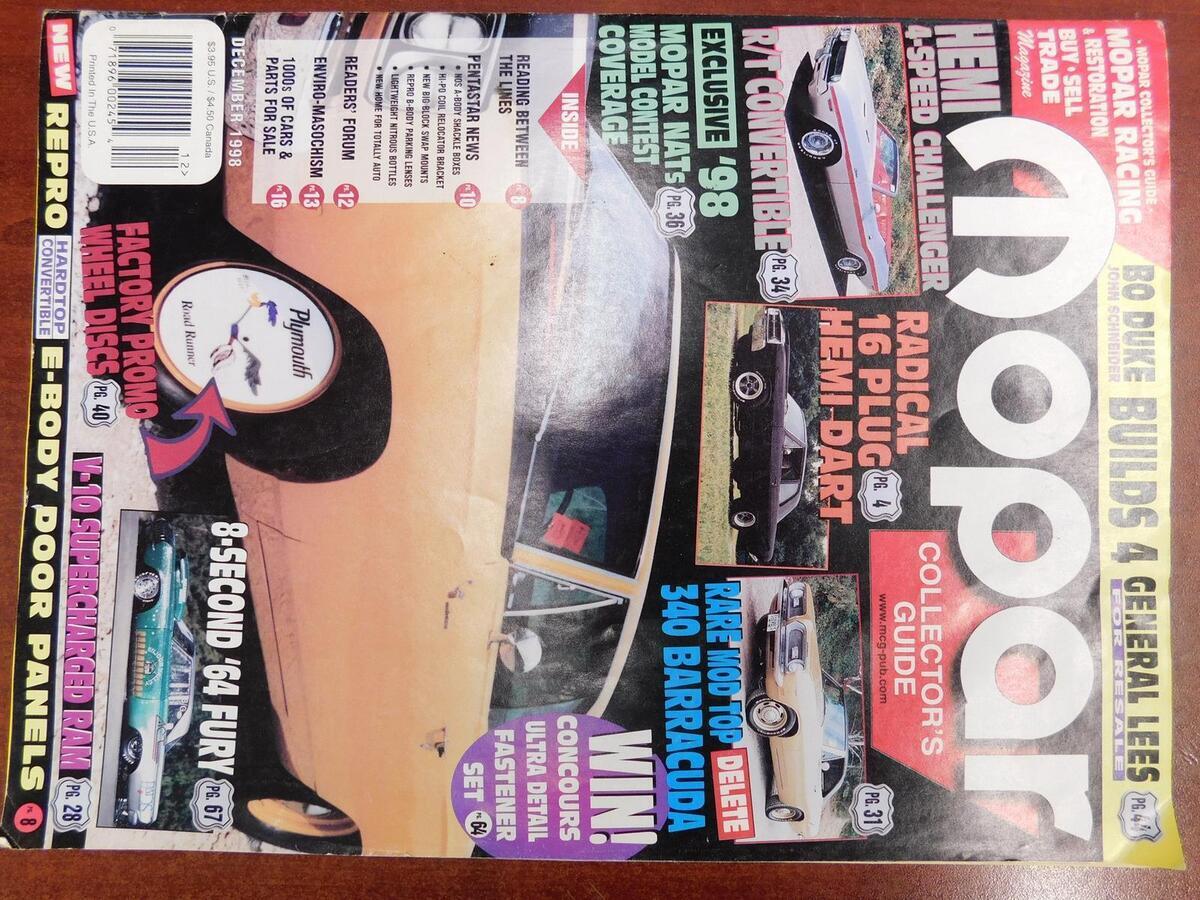 BO DUKE BUILDS 4 GENERAL LEES
JOHN SCHNEIDER
FOR RESALE
PG. 44
• MOPAR COLLECTOR'S GUIDE •
MOPAR RACING
& RESTORATION
BUY • SELL
TRADE
Magazine
Mopar
COLLECTOR'S
GUIDE
www.mcg-pub.com
HEMI
4-SPEED CHALLENGER
R/T CONVERTIBLE
PG. 34
RADICAL
16 PLUG
HEMI-DART
PG. 4
PG. 31
RARE MOD TOP DELETE
340 BARRACUDA
EXCLUSIVE '98
MOPAR NATS
MODEL CONTEST
COVERAGE
PG. 36
INSIDE
READING BETWEEN
THE LINES
PG. 8
PENTASTAR NEWS
PG. 10
• NOS A-BODY SHACKLE BOXES
• HI-PO COIL RELOCATOR BRACKET
• NEW BIG-BLOCK SWAP MOUNTS
• REPRO B-BODY PARKING LENSES
• LIGHTWEIGHT NITROUS BOTTLES
• NEW HOME FOR TOTALLY AUTO
READERS' FORUM
PG. 12
ENVIRO-MASOCHISM
PG. 13
1000s OF CARS &
PARTS FOR SALE
PG. 16
DECEMBER 1998
WIN!
CONCOURS
ULTRA DETAIL
FASTENER
SET
PG. 64
Plymouth
Road Runner
FACTORY PROMO
WHEEL DISCS
PG. 40
8-SECOND '64 FURY
PG. 67
V-10 SUPERCHARGED RAM
PG. 28
$3.95 U.S. / $4.50 Canada
12>
0 71896 00245 4
Printed In The U.S.A.
NEW REPRO HARDTOP CONVERTIBLE E-BODY DOOR PANELS PG. 8